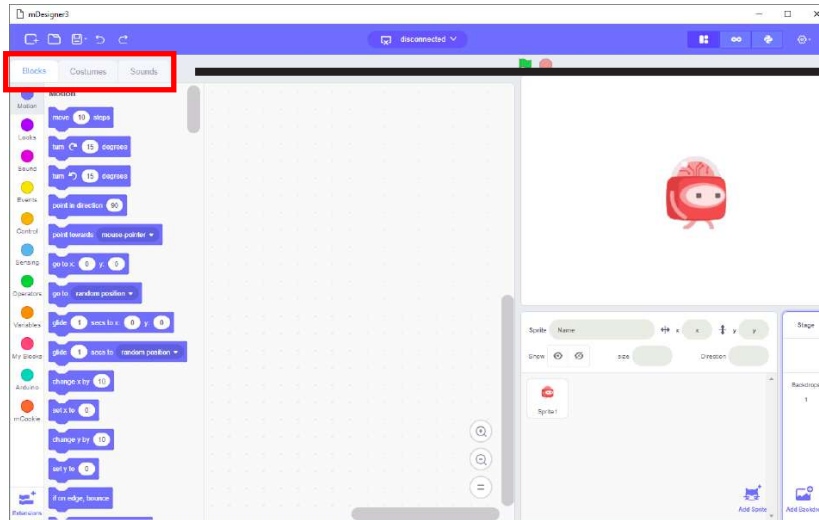 mDesigner3
disconnected
Blocks Costumes Sounds
Motion
Motion
move 10 steps
Looks
turn 15 degrees
Sound
turn 15 degrees
Events
point in direction 90
Control
point towards mouse-pointer
Sensing
go to x: 0 y: 0
Operators
go to random position
Variables
glide 1 secs to x: 0 y: 0
My Blocks
glide 1 secs to random position
Arduino
change x by 10
mCookie
set x to 0
change y by 10
set y to 0
if on edge, bounce
Extensions
Sprite Name x x y y
Show size Direction
Sprite1
Add Sprite
Stage
Backdrops
1
Add Backdro